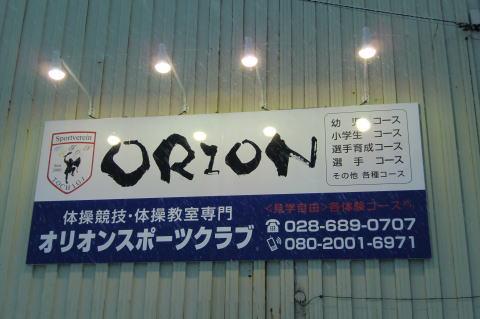 Sportverein
TOCHIGI
ORION
幼児 コース
小学生 コース
選手育成コース
選手 コース
その他 各種コース
体操競技・体操教室専門
オリオンスポーツクラブ
<見学自由>各体験コース
028-689-0707
080-2001-6971